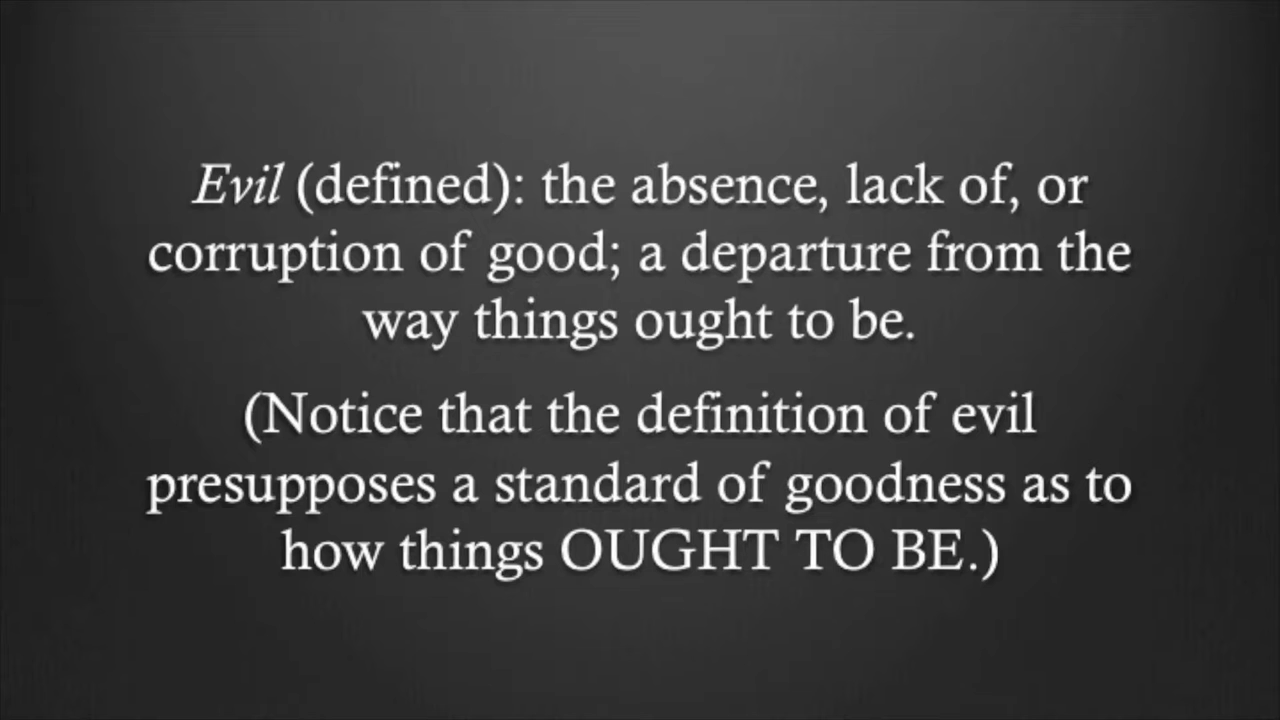 Evil (defined): the absence, lack of, or
corruption of good; a departure from the
way things ought to be.
(Notice that the definition of evil
presupposes a standard of goodness as to
how things OUGHT TO BE.)